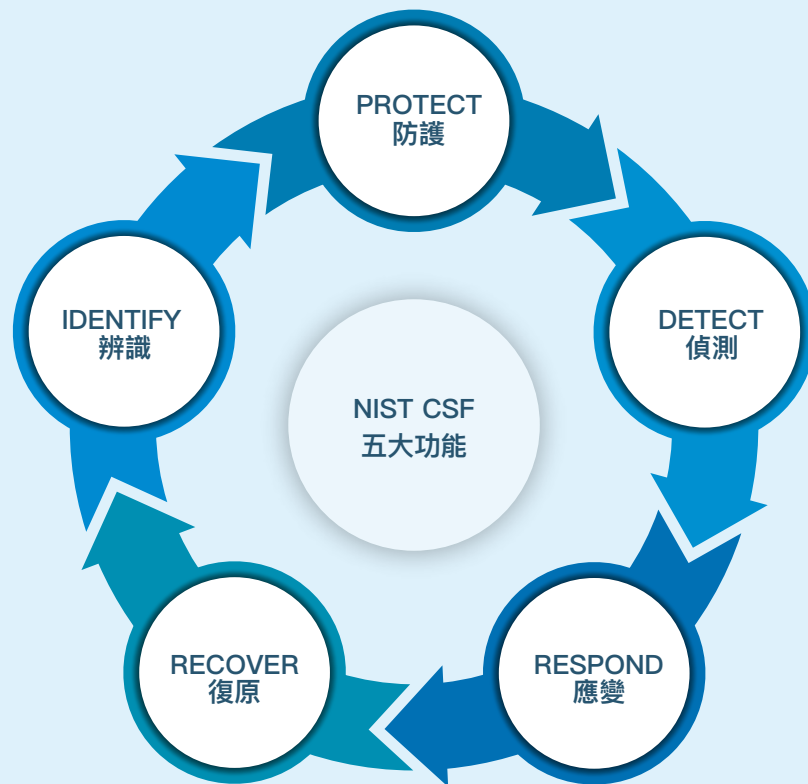 PROTECT
防護
IDENTIFY
辨識
DETECT
偵測
NIST CSF
五大功能
RECOVER
復原
RESPOND
應變